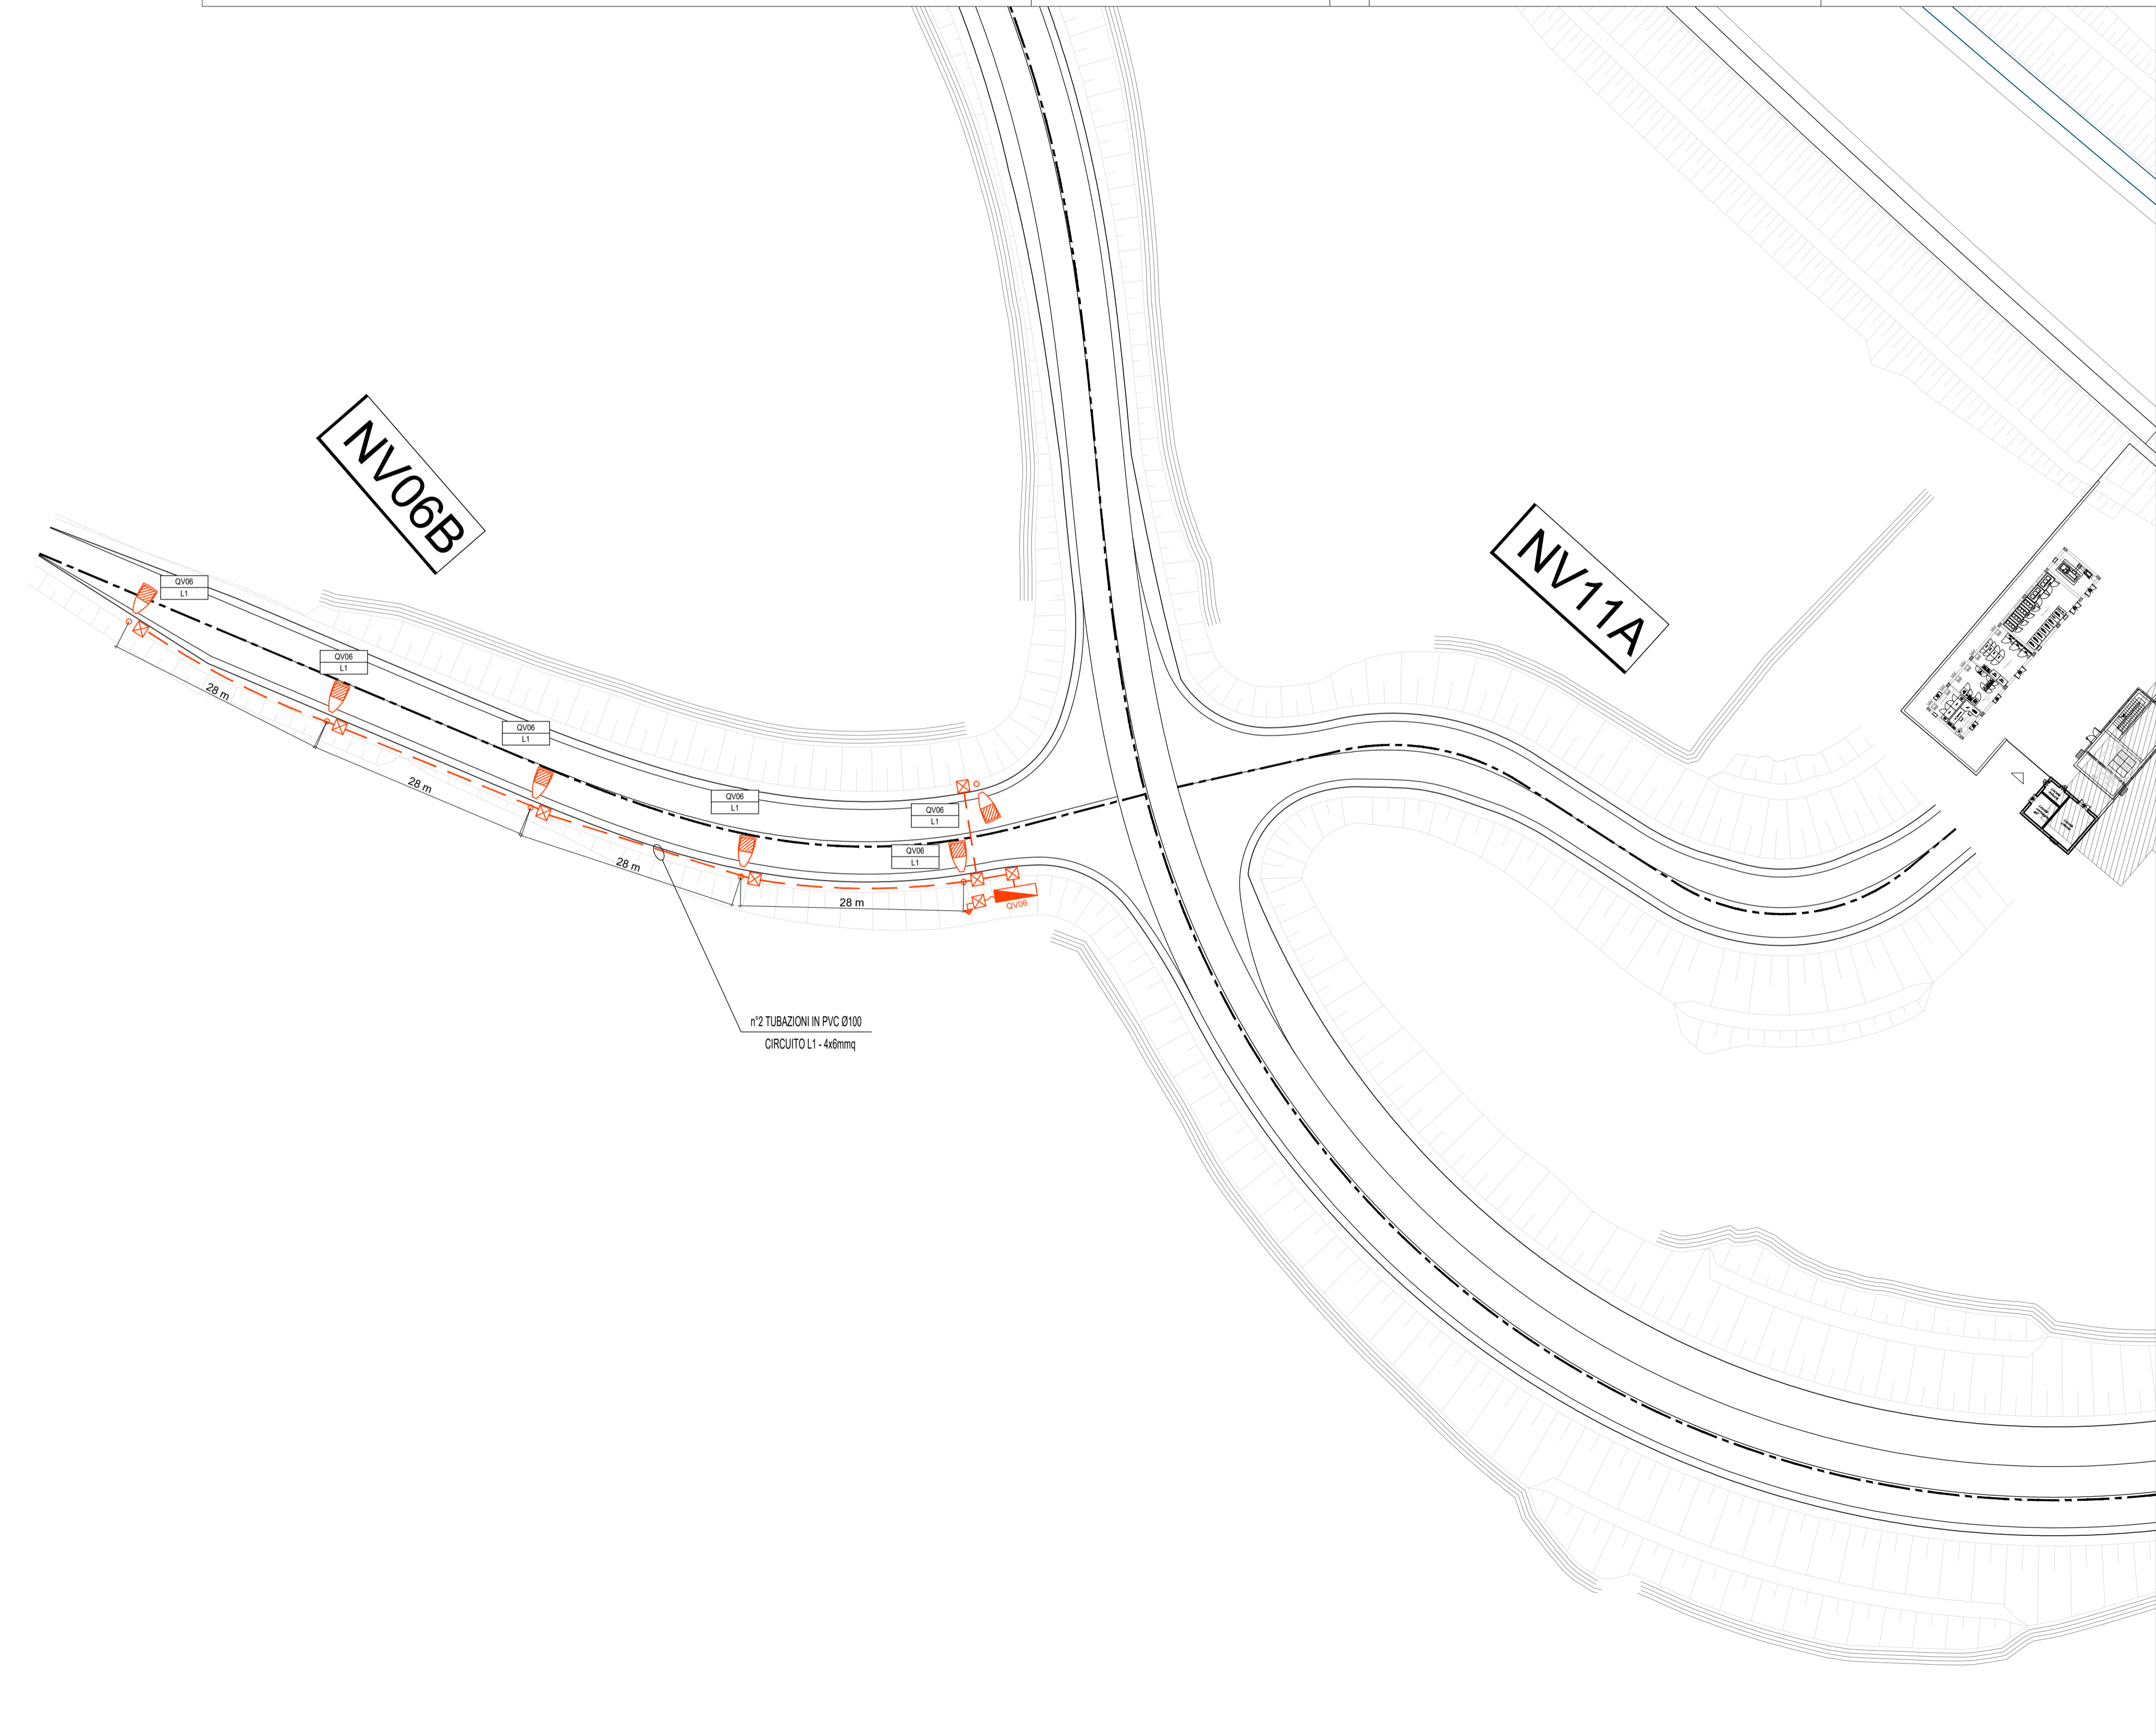 NV06B
NV11A
QV06
L1
QV06
L1
QV06
L1
QV06
L1
QV06
L1
QV06
L1
28 m
28 m
28 m
28 m
QV06
n°2 TUBAZIONI IN PVC Ø100
CIRCUITO L1 - 4x6mmq